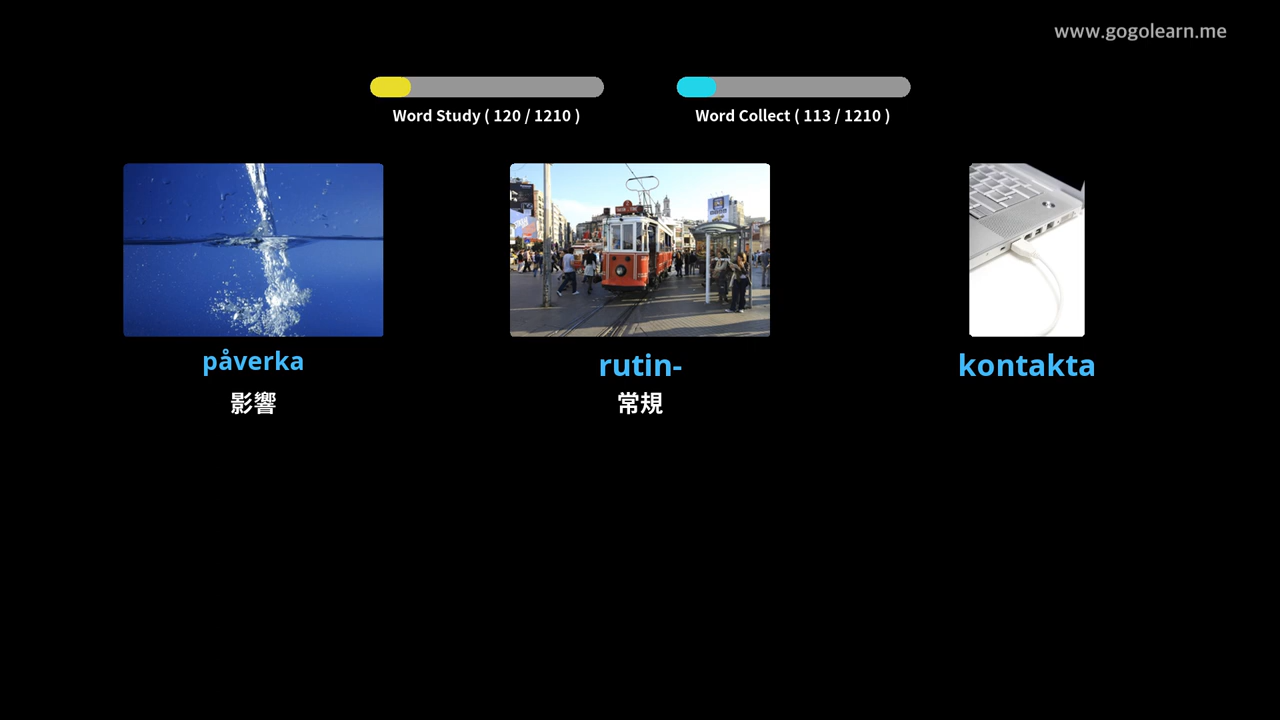 www.gogolearn.me
Word Study ( 120 / 1210 )
Word Collect ( 113 / 1210 )
påverka
rutin-
kontakta
影響
常規